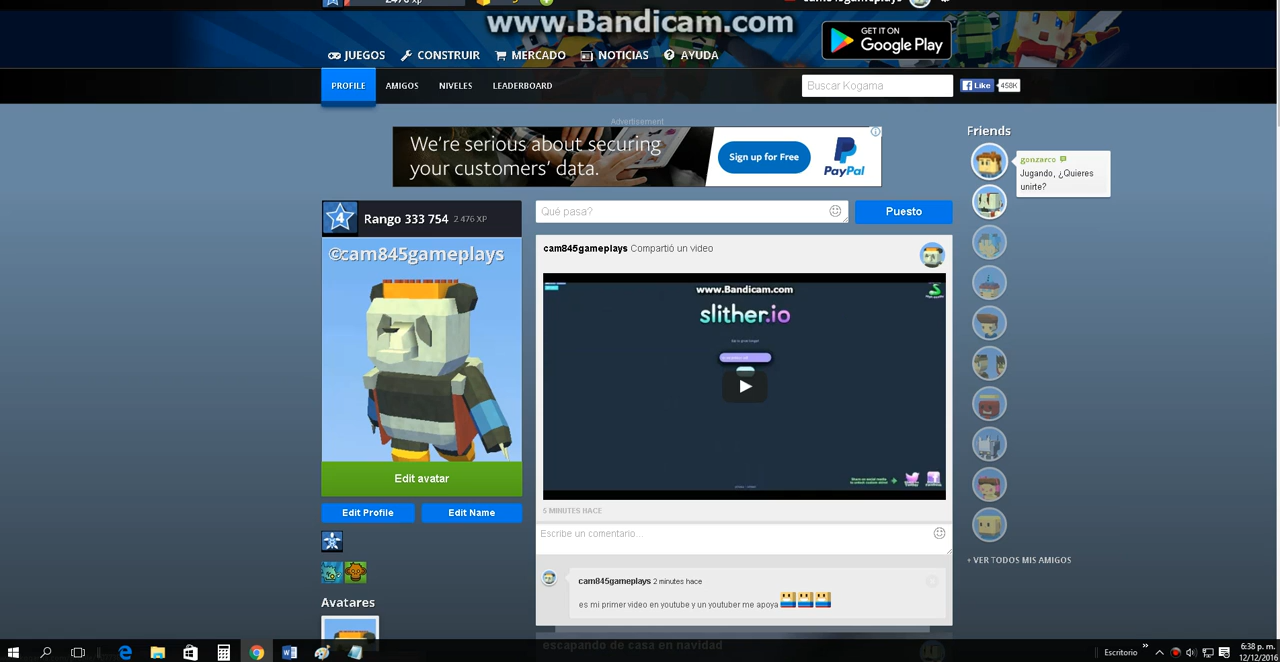 2476 XP
www.Bandicam.com
GET IT ON
Google Play
JUEGOS
CONSTRUIR
MERCADO
NOTICIAS
AYUDA
PROFILE
AMIGOS
NIVELES
LEADERBOARD
Buscar Kogama
Like
458K
Advertisement
We're serious about securing
your customers' data.
Sign up for Free
PayPal
Friends
gonzarco
Jugando, ¿Quieres
unirte?
4
Rango 333 754 2 476 XP
Qué pasa?
Puesto
©cam845gameplays
cam845gameplays Compartió un video
www.Bandicam.com
slither.io
5 MINUTES HACE
Edit avatar
Edit Profile
Edit Name
Escribe un comentario...
cam845gameplays 2 minutes hace
es mi primer video en youtube y un youtuber me apoya
+ VER TODOS MIS AMIGOS
Avatares
escapando de casa en navidad
Escritorio
6:38 p. m.
12/12/2016